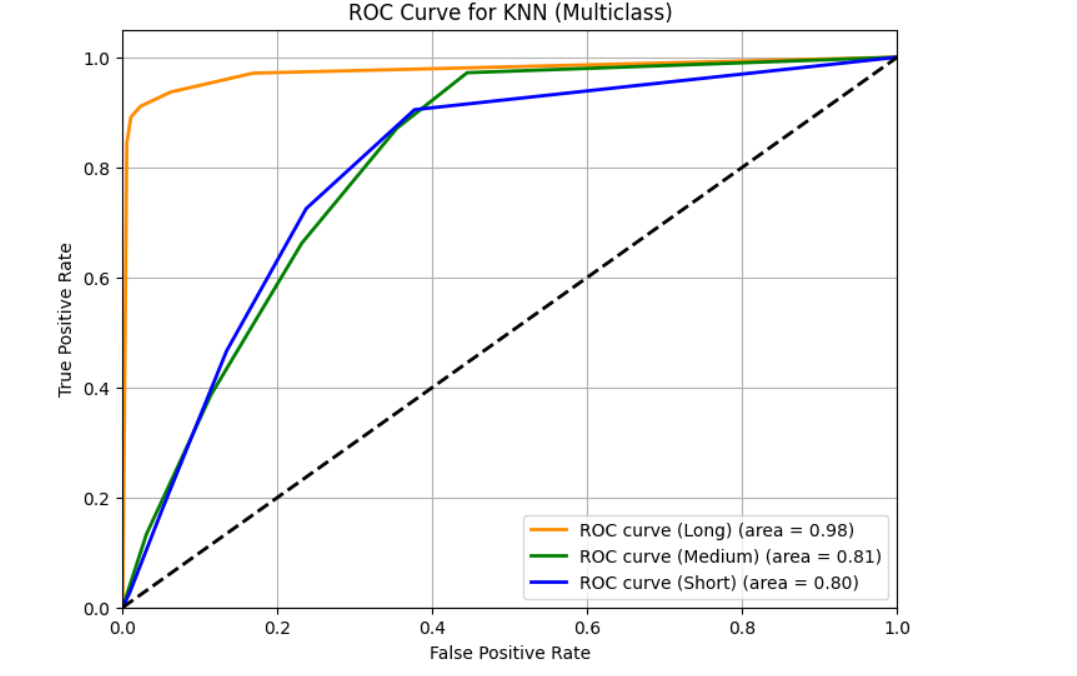 ROC Curve for KNN (Multiclass)
1.0
0.8
0.6
0.4
0.2
0.0
True Positive Rate
ROC curve (Long) (area = 0.98)
ROC curve (Medium) (area = 0.81)
ROC curve (Short) (area = 0.80)
0.0 0.2 0.4 0.6 0.8 1.0
False Positive Rate